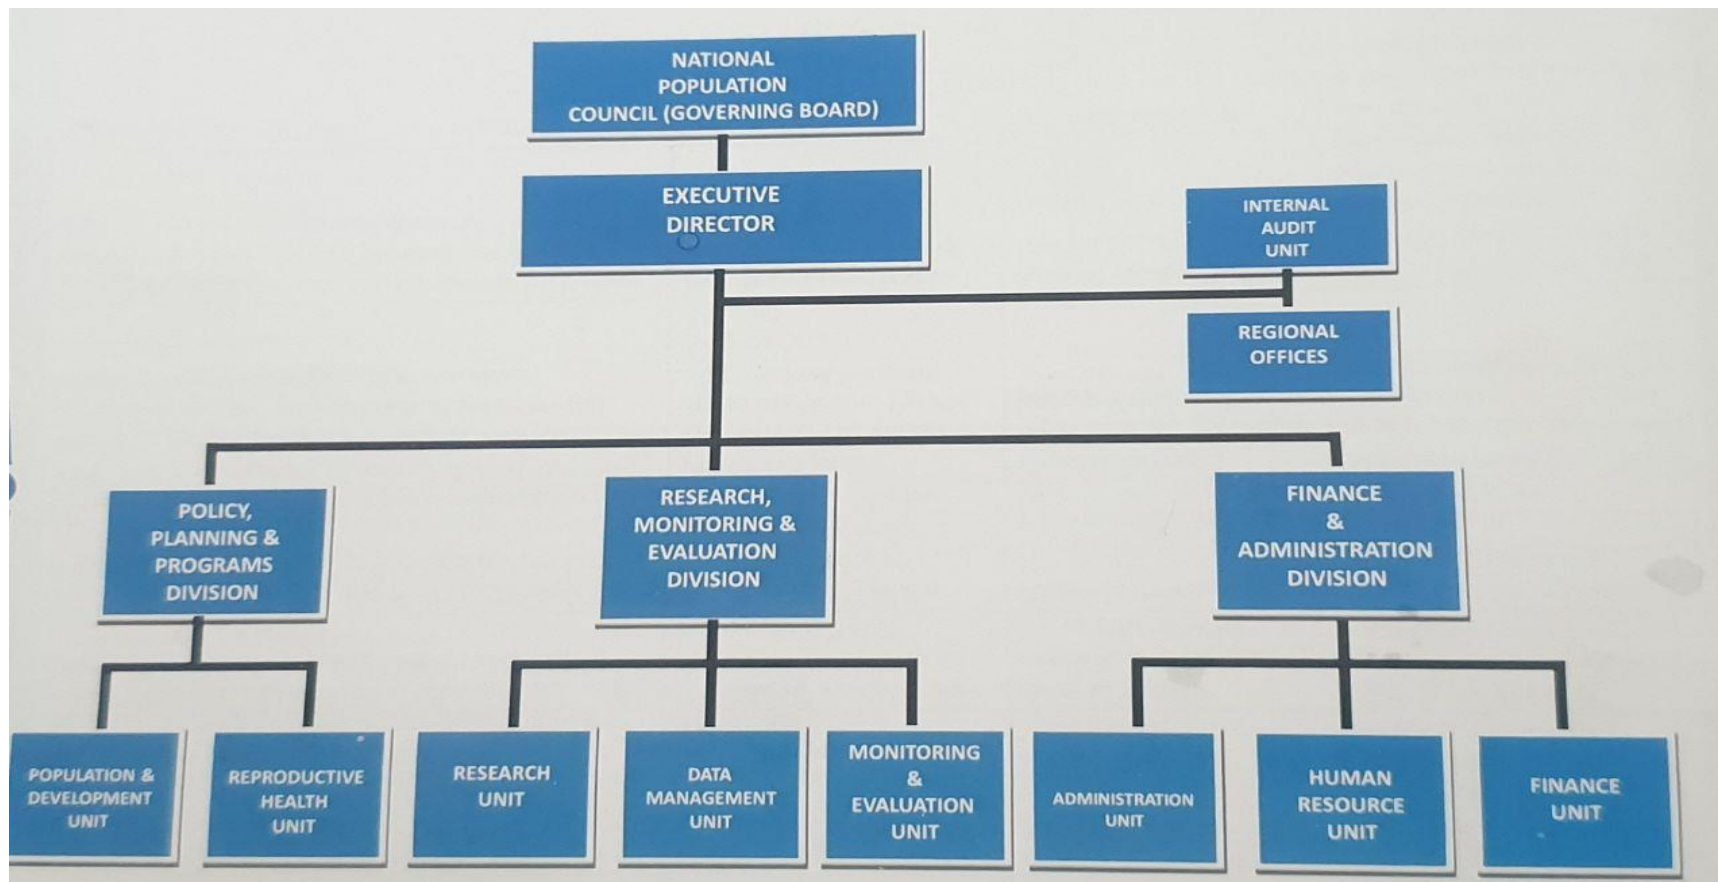 NATIONAL
POPULATION
COUNCIL (GOVERNING BOARD)
EXECUTIVE
DIRECTOR
INTERNAL
AUDIT
UNIT
REGIONAL
OFFICES
POLICY,
PLANNING &
PROGRAMS
DIVISION
RESEARCH,
MONITORING &
EVALUATION
DIVISION
FINANCE
&
ADMINISTRATION
DIVISION
POPULATION &
DEVELOPMENT
UNIT
REPRODUCTIVE
HEALTH
UNIT
RESEARCH
UNIT
DATA
MANAGEMENT
UNIT
MONITORING
&
EVALUATION
UNIT
ADMINISTRATION
UNIT
HUMAN
RESOURCE
UNIT
FINANCE
UNIT